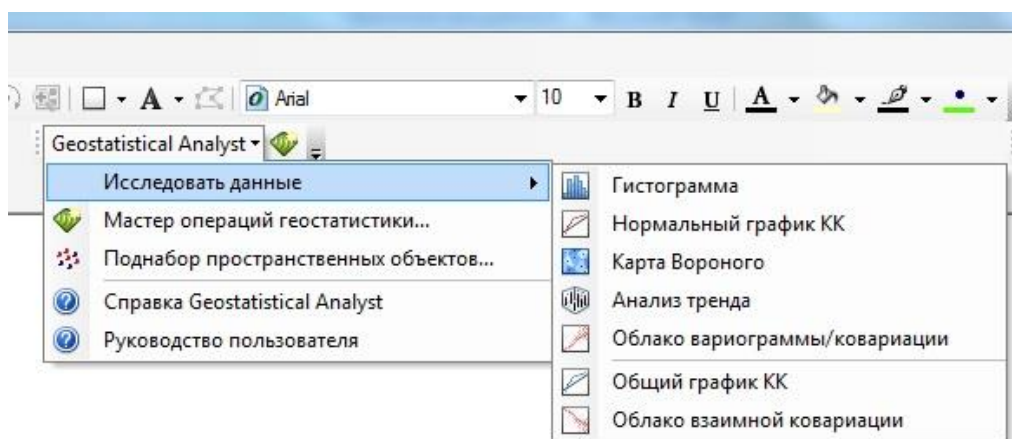 Arial 10 B I U A
Geostatistical Analyst
Исследовать данные
Мастер операций геостатистики...
Поднабор пространственных объектов...
Справка Geostatistical Analyst
Руководство пользователя
Гистограмма
Нормальный график КК
Карта Вороного
Анализ тренда
Облако вариограммы/ковариации
Общий график КК
Облако взаимной ковариации